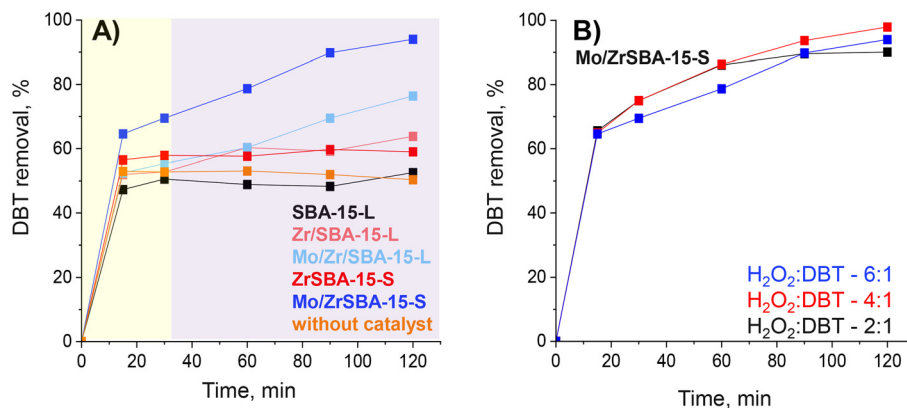 A)
100
80
60
40
20
0
DBT removal, %
SBA-15-L
Zr/SBA-15-L
Mo/Zr/SBA-15-L
ZrSBA-15-S
Mo/ZrSBA-15-S
without catalyst
0 20 40 60 80 100 120
Time, min
B)
Mo/ZrSBA-15-S
100
80
60
40
20
0
DBT removal, %
H₂O₂:DBT - 6:1
H₂O₂:DBT - 4:1
H₂O₂:DBT - 2:1
0 20 40 60 80 100 120
Time, min